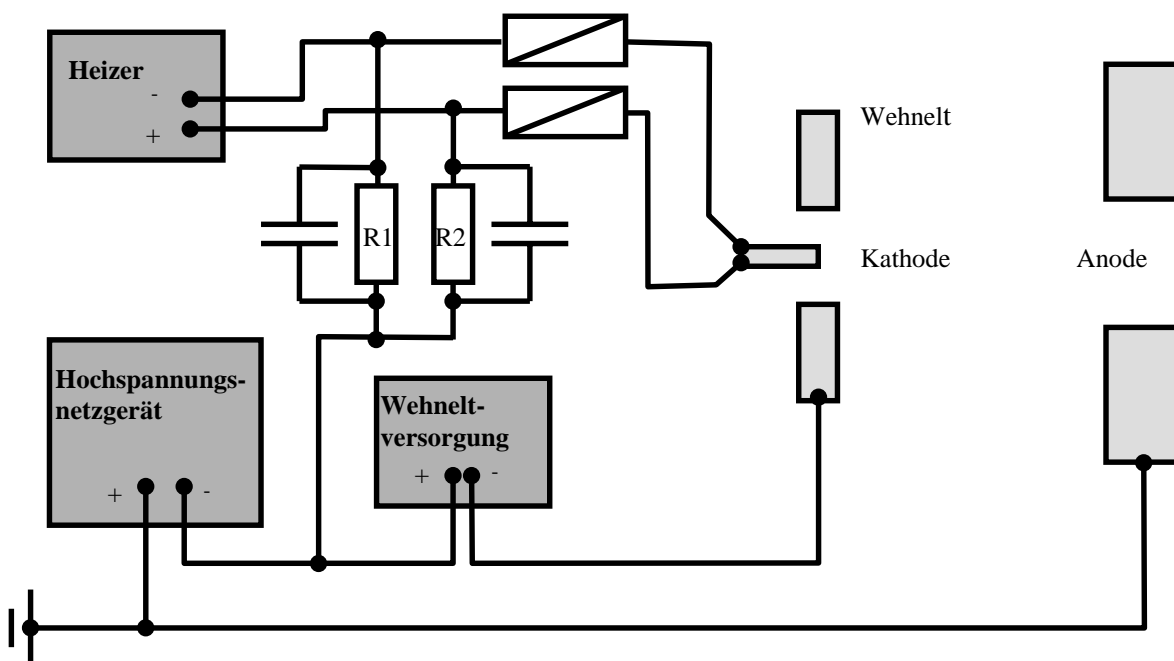 Heizer
-
+
Wehnelt
R1
R2
Kathode
Anode
Hochspannungs-
netzgerät
+
-
Wehnelt-
versorgung
+
-